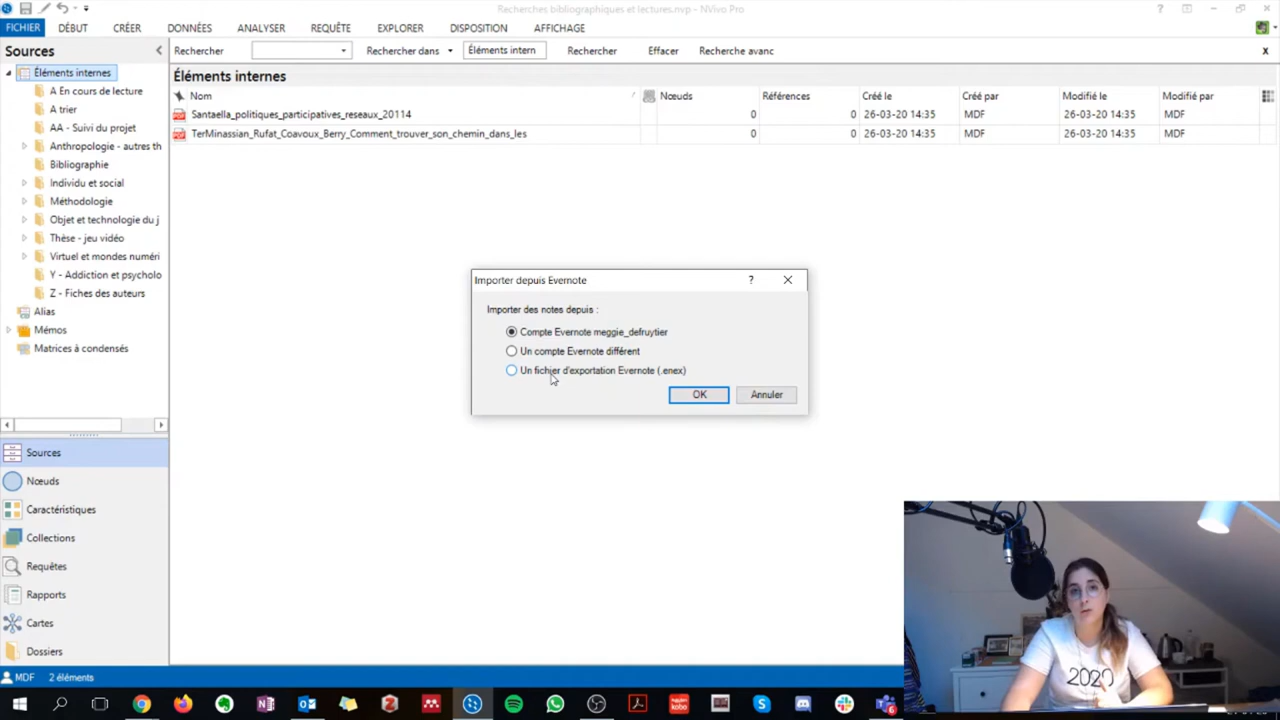 Recherches bibliographiques et lectures.nvp - NVivo Pro
FICHIER DÉBUT CRÉER DONNÉES ANALYSER REQUÊTE EXPLORER DISPOSITION AFFICHAGE
Sources
Rechercher Rechercher dans Éléments intern Rechercher Effacer Recherche avanc x
Éléments internes
Éléments internes
Nom Nœuds Références Créé le Créé par Modifié le Modifié par
A En cours de lecture
Santaella_politiques_participatives_reseaux_20114 0 0 26-03-20 14:35 MDF 26-03-20 14:35 MDF
A trier
TerMinassian_Rufat_Coavoux_Berry_Comment_trouver_son_chemin_dans_les 0 0 26-03-20 14:35 MDF 26-03-20 14:35 MDF
AA - Suivi du projet
Anthropologie - autres th
Bibliographie
Individu et social
Méthodologie
Objet et technologie du j
Thèse - jeu vidéo
Virtuel et mondes numéri
Y - Addiction et psycholo
Z - Fiches des auteurs
Alias
Mémos
Matrices à condensés
Importer depuis Evernote ?
Importer des notes depuis :
Compte Evernote meggie_defruytier
Un compte Evernote différent
Un fichier d'exportation Evernote (.enex)
OK Annuler
Sources
Nœuds
Caractéristiques
Collections
Requêtes
Rapports
Cartes
Dossiers
MDF 2 éléments
2020